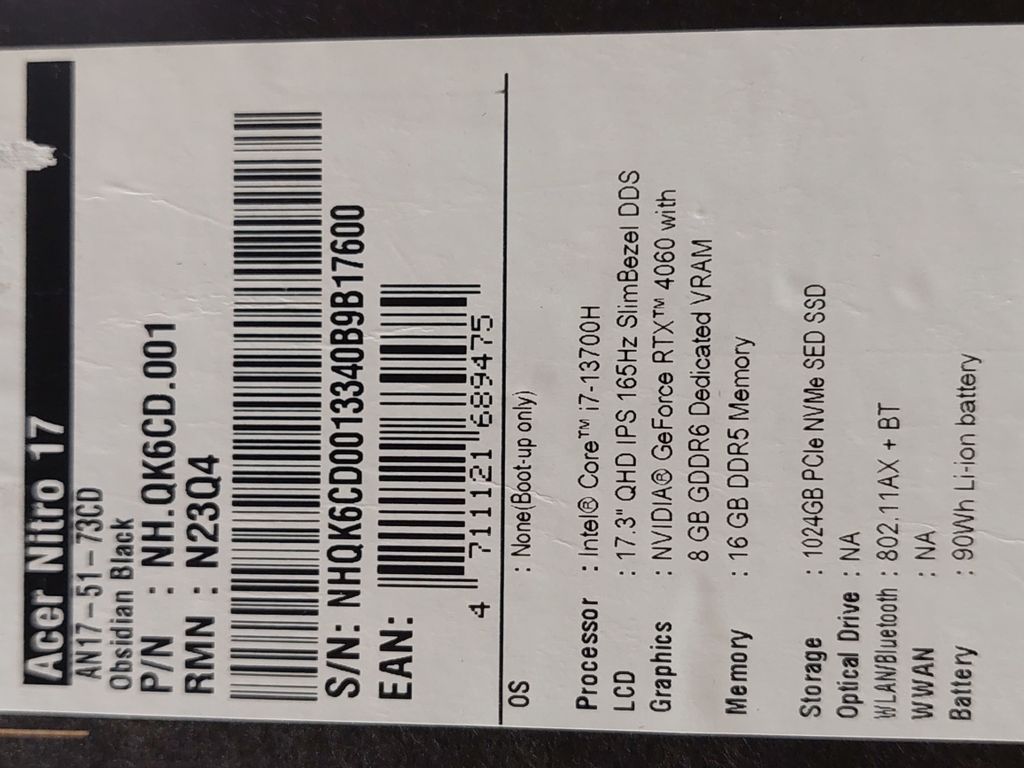 Acer Nitro 17
AN17-51-73CD
Obsidian Black
P/N : NH.QK6CD.001
RMN : N23Q4
S/N: NHQK6CD0013340B9B17600
EAN:
4 711121 689475
OS : None(Boot-up only)
Processor : Intel® Core™ i7-13700H
LCD : 17.3" QHD IPS 165Hz SlimBezel DDS
Graphics : NVIDIA® GeForce RTX™ 4060 with
8 GB GDDR6 Dedicated VRAM
Memory : 16 GB DDR5 Memory
Storage : 1024GB PCIe NVMe SED SSD
Optical Drive : NA
WLAN/Bluetooth : 802.11AX + BT
WWAN : NA
Battery : 90Wh Li-ion battery